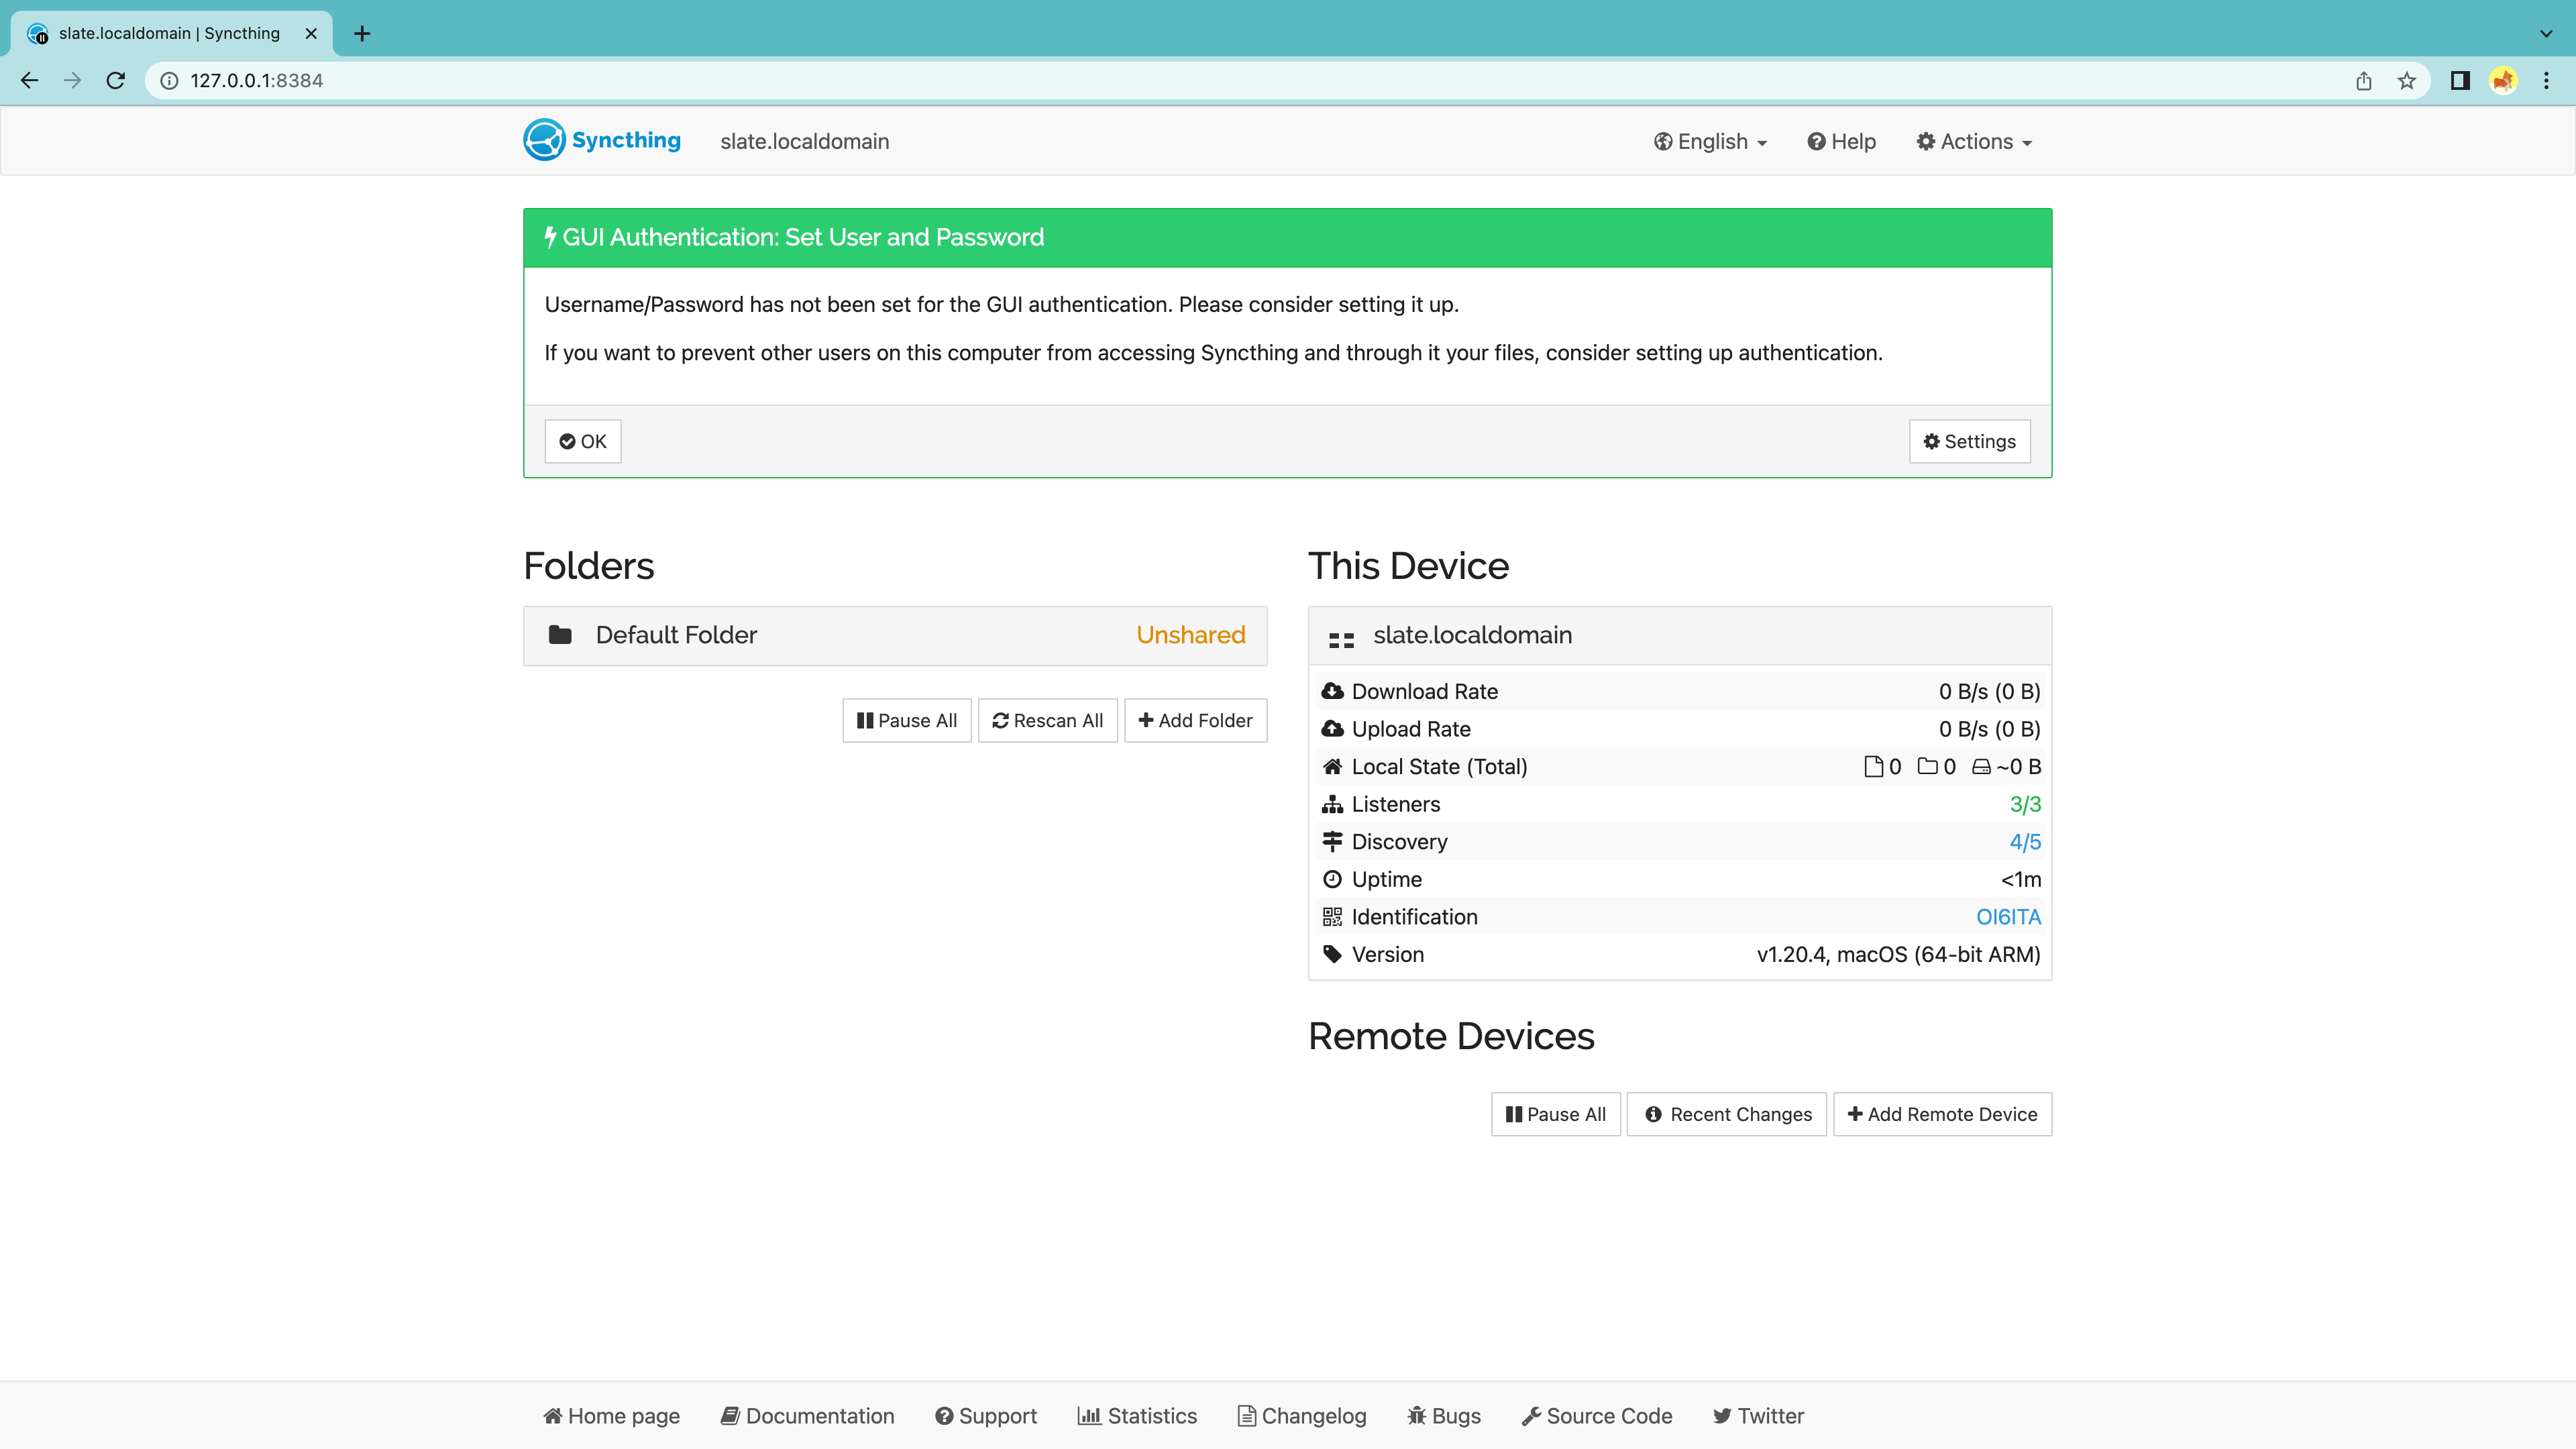 slate.localdomain | Syncthing
127.0.0.1:8384
Syncthing slate.localdomain English Help Actions
GUI Authentication: Set User and Password
Username/Password has not been set for the GUI authentication. Please consider setting it up.
If you want to prevent other users on this computer from accessing Syncthing and through it your files, consider setting up authentication.
OK Settings
Folders
Default Folder Unshared
Pause All Rescan All Add Folder
This Device
slate.localdomain
Download Rate 0 B/s (0 B)
Upload Rate 0 B/s (0 B)
Local State (Total) 0 0 ~0 B
Listeners 3/3
Discovery 4/5
Uptime <1m
Identification OI6ITA
Version v1.20.4, macOS (64-bit ARM)
Remote Devices
Pause All Recent Changes Add Remote Device
Home page Documentation Support Statistics Changelog Bugs Source Code Twitter